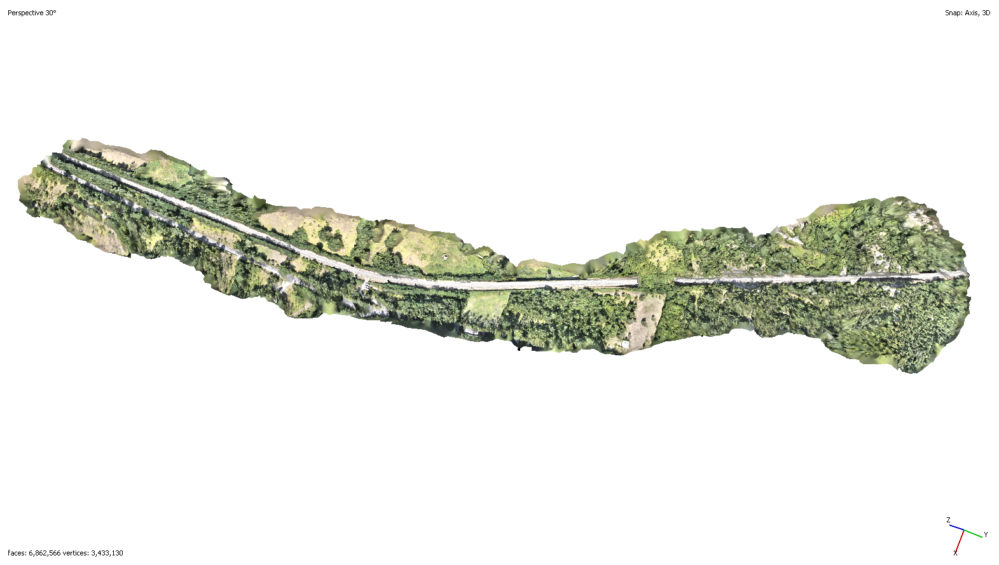 Perspective 30°
Snap: Axis, 3D
Z
Y
X
faces: 6,862,566 vertices: 3,433,130